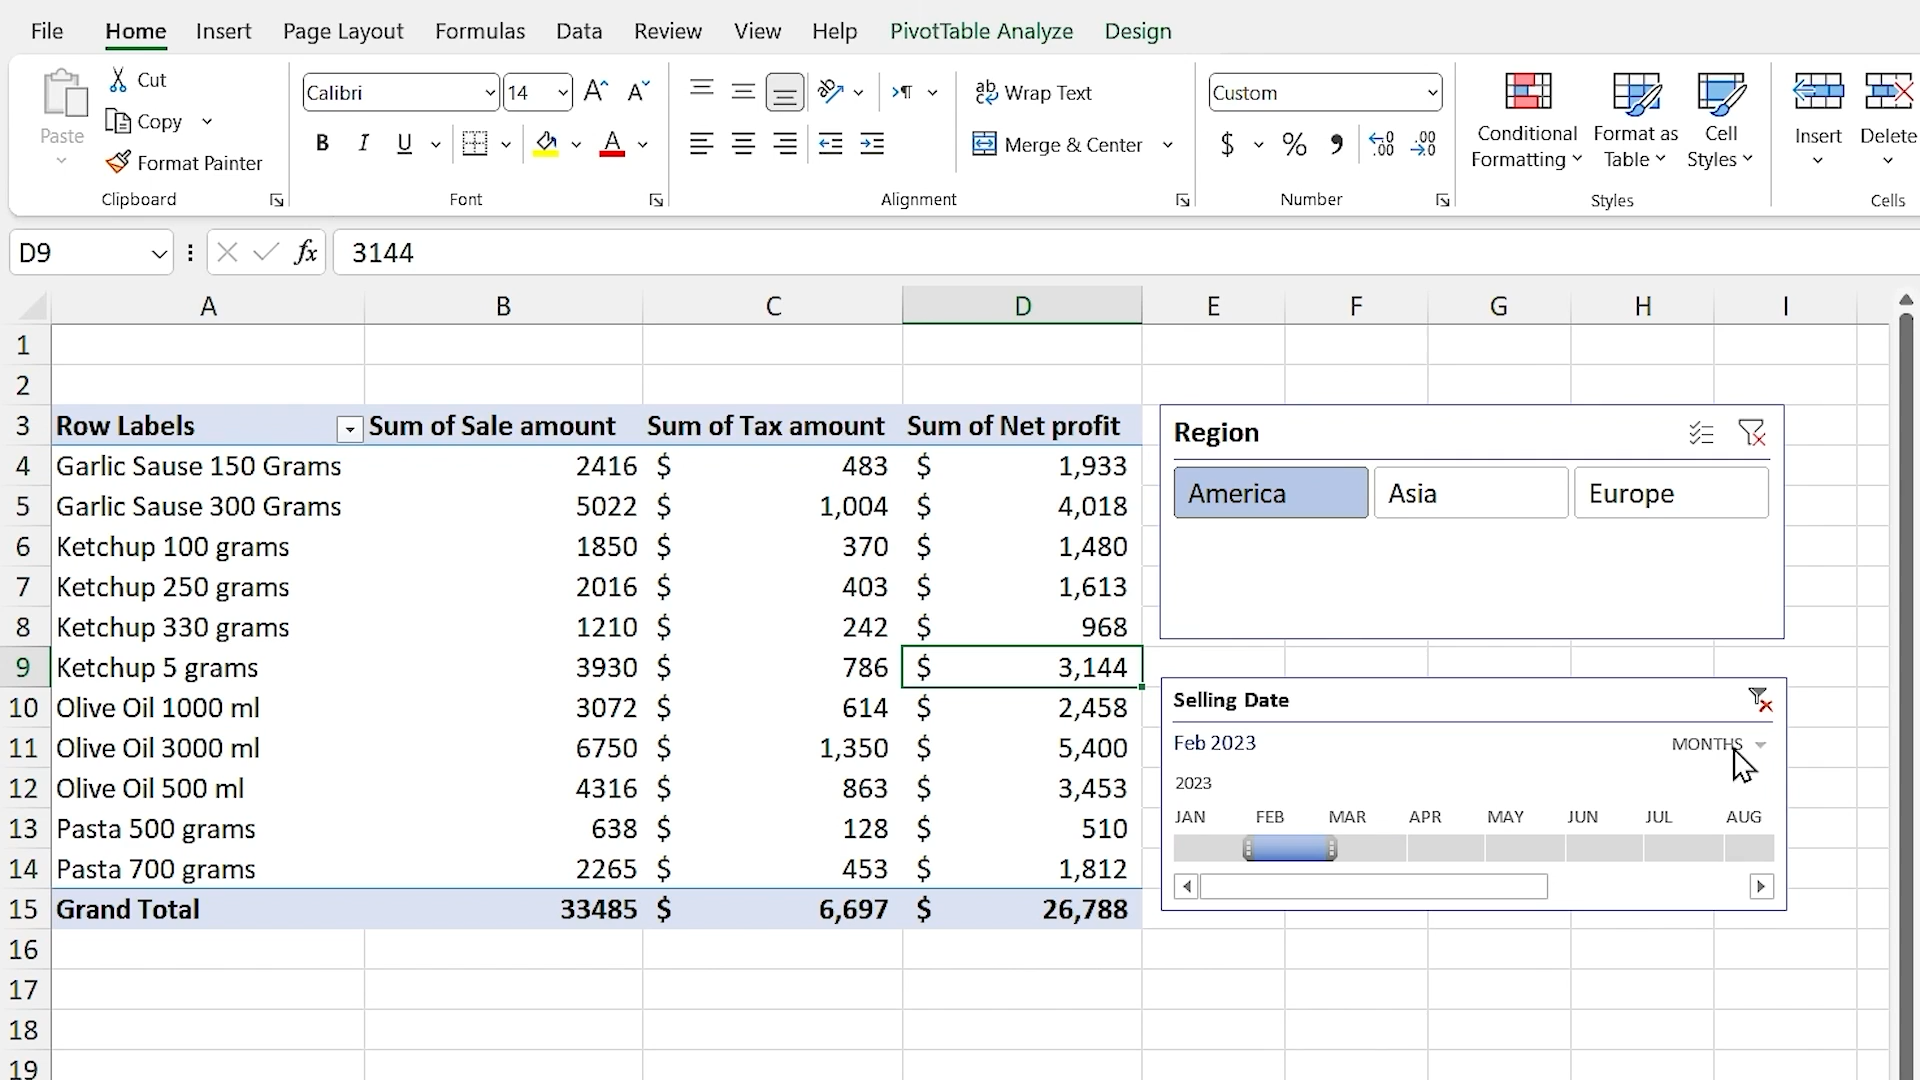 File Home Insert Page Layout Formulas Data Review View Help PivotTable Analyze Design
Paste
Cut
Copy
Format Painter
Clipboard
Calibri 14
B I U
Font
Wrap Text
Merge & Center
Alignment
Custom
$ % ,
Number
Conditional Formatting
Format as Table
Cell Styles
Styles
Insert
Delete
Cells
D9 fx 3144
A B C D E F G H I
1
2
3 Row Labels Sum of Sale amount Sum of Tax amount Sum of Net profit
4 Garlic Sause 150 Grams 2416 $ 483 $ 1,933
5 Garlic Sause 300 Grams 5022 $ 1,004 $ 4,018
6 Ketchup 100 grams 1850 $ 370 $ 1,480
7 Ketchup 250 grams 2016 $ 403 $ 1,613
8 Ketchup 330 grams 1210 $ 242 $ 968
9 Ketchup 5 grams 3930 $ 786 $ 3,144
10 Olive Oil 1000 ml 3072 $ 614 $ 2,458
11 Olive Oil 3000 ml 6750 $ 1,350 $ 5,400
12 Olive Oil 500 ml 4316 $ 863 $ 3,453
13 Pasta 500 grams 638 $ 128 $ 510
14 Pasta 700 grams 2265 $ 453 $ 1,812
15 Grand Total 33485 $ 6,697 $ 26,788
16
17
18
19
Region
America Asia Europe
Selling Date
Feb 2023 MONTHS
2023
JAN FEB MAR APR MAY JUN JUL AUG